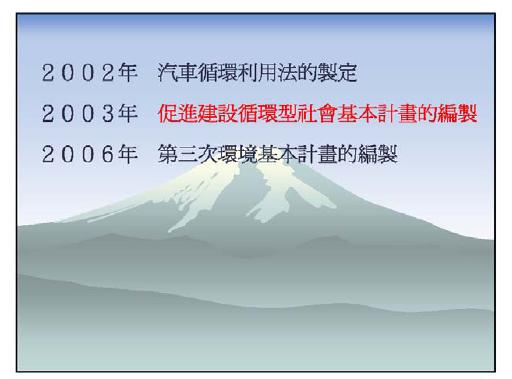 ２００２年　汽車循環利用法的製定
２００３年　促進建設循環型社會基本計畫的編製
２００６年　第三次環境基本計畫的編製